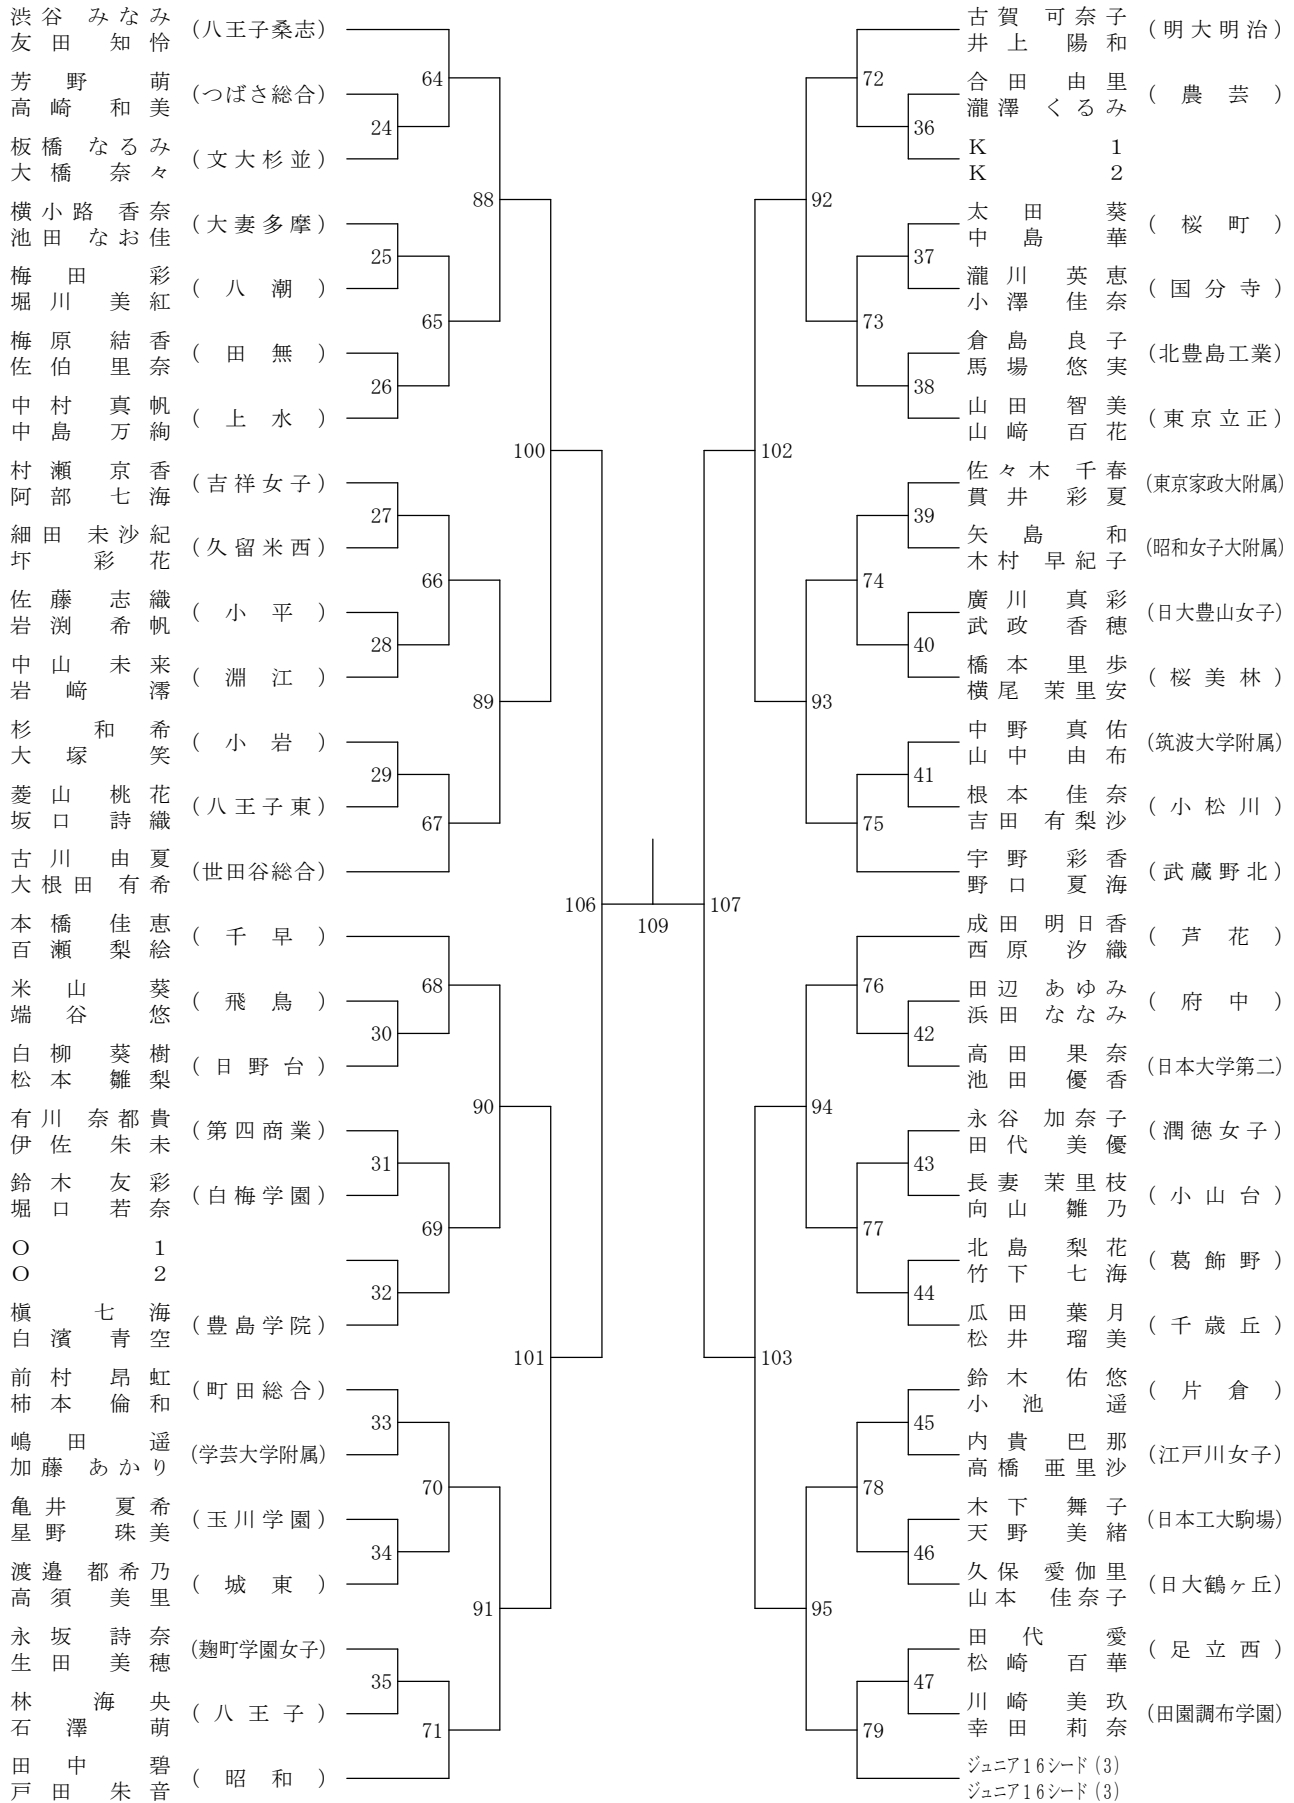 渋谷 みなみ
友田 知怜 (八王子桑志)
芳野 萌
高崎 和美 (つばさ総合)
板橋 なるみ
大橋 奈々 (文大杉並)
横小路 香奈
池田 なお佳 (大妻多摩)
梅田 彩
堀川 美紅 (八潮)
梅原 結香
佐伯 里奈 (田無)
中村 真帆
中島 万絢 (上水)
村瀬 京香
阿部 七海 (吉祥女子)
細田 未沙紀
圷 彩花 (久留米西)
佐藤 志織
岩渕 希帆 (小平)
中山 未来
岩﨑 澪 (淵江)
杉 和希
大塚 笑 (小岩)
菱山 桃花
坂口 詩織 (八王子東)
古川 由夏
大根田 有希 (世田谷総合)
本橋 佳恵
百瀬 梨絵 (千早)
米山 葵
端谷 悠 (飛鳥)
白柳 葵樹
松本 雛梨 (日野台)
有川 奈都貴
伊佐 朱未 (第四商業)
鈴木 友彩
堀口 若奈 (白梅学園)
O 1
O 2
槇 七海
白濱 青空 (豊島学院)
前村 昂虹
柿本 倫和 (町田総合)
嶋田 遥
加藤 あかり (学芸大学附属)
亀井 夏希
星野 珠美 (玉川学園)
渡邉 都希乃
高須 美里 (城東)
永坂 詩奈
生田 美穂 (麹町学園女子)
林 海央
石澤 萌 (八王子)
田中 碧
戸田 朱音 (昭和)
24
25
26
27
28
29
30
31
32
33
34
35
64
65
66
67
68
69
70
71
88
89
90
91
100
101
106
109
107
102
103
92
93
94
95
72
73
74
75
76
77
78
79
36
37
38
39
40
41
42
43
44
45
46
47
古賀 可奈子
井上 陽和 (明大明治)
合田 由里
瀧澤 くるみ (農芸)
K 1
K 2
太田 葵
中島 華 (桜町)
瀧川 英恵
小澤 佳奈 (国分寺)
倉島 良子
馬場 悠実 (北豊島工業)
山田 智美
山﨑 百花 (東京立正)
佐々木 千春
貫井 彩夏 (東京家政大附属)
矢島 和
木村 早紀子 (昭和女子大附属)
廣川 真彩
武政 香穂 (日大豊山女子)
橋本 里歩
横尾 茉里安 (桜美林)
中野 真佑
山中 由布 (筑波大学附属)
根本 佳奈
吉田 有梨沙 (小松川)
宇野 彩香
野口 夏海 (武蔵野北)
成田 明日香
西原 汐織 (芦花)
田辺 あゆみ
浜田 ななみ (府中)
高田 果奈
池田 優香 (日本大学第二)
永谷 加奈子
田代 美優 (潤徳女子)
長妻 茉里枝
向山 雛乃 (小山台)
北島 梨花
竹下 七海 (葛飾野)
瓜田 葉月
松井 瑠美 (千歳丘)
鈴木 佑悠
小池 遥 (片倉)
内貴 巴那
高橋 亜里沙 (江戸川女子)
木下 舞子
天野 美緒 (日本工大駒場)
久保 愛伽里
山本 佳奈子 (日大鶴ヶ丘)
田代 愛
松崎 百華 (足立西)
川崎 美玖
幸田 莉奈 (田園調布学園)
ジュニア16シード(3)
ジュニア16シード(3)